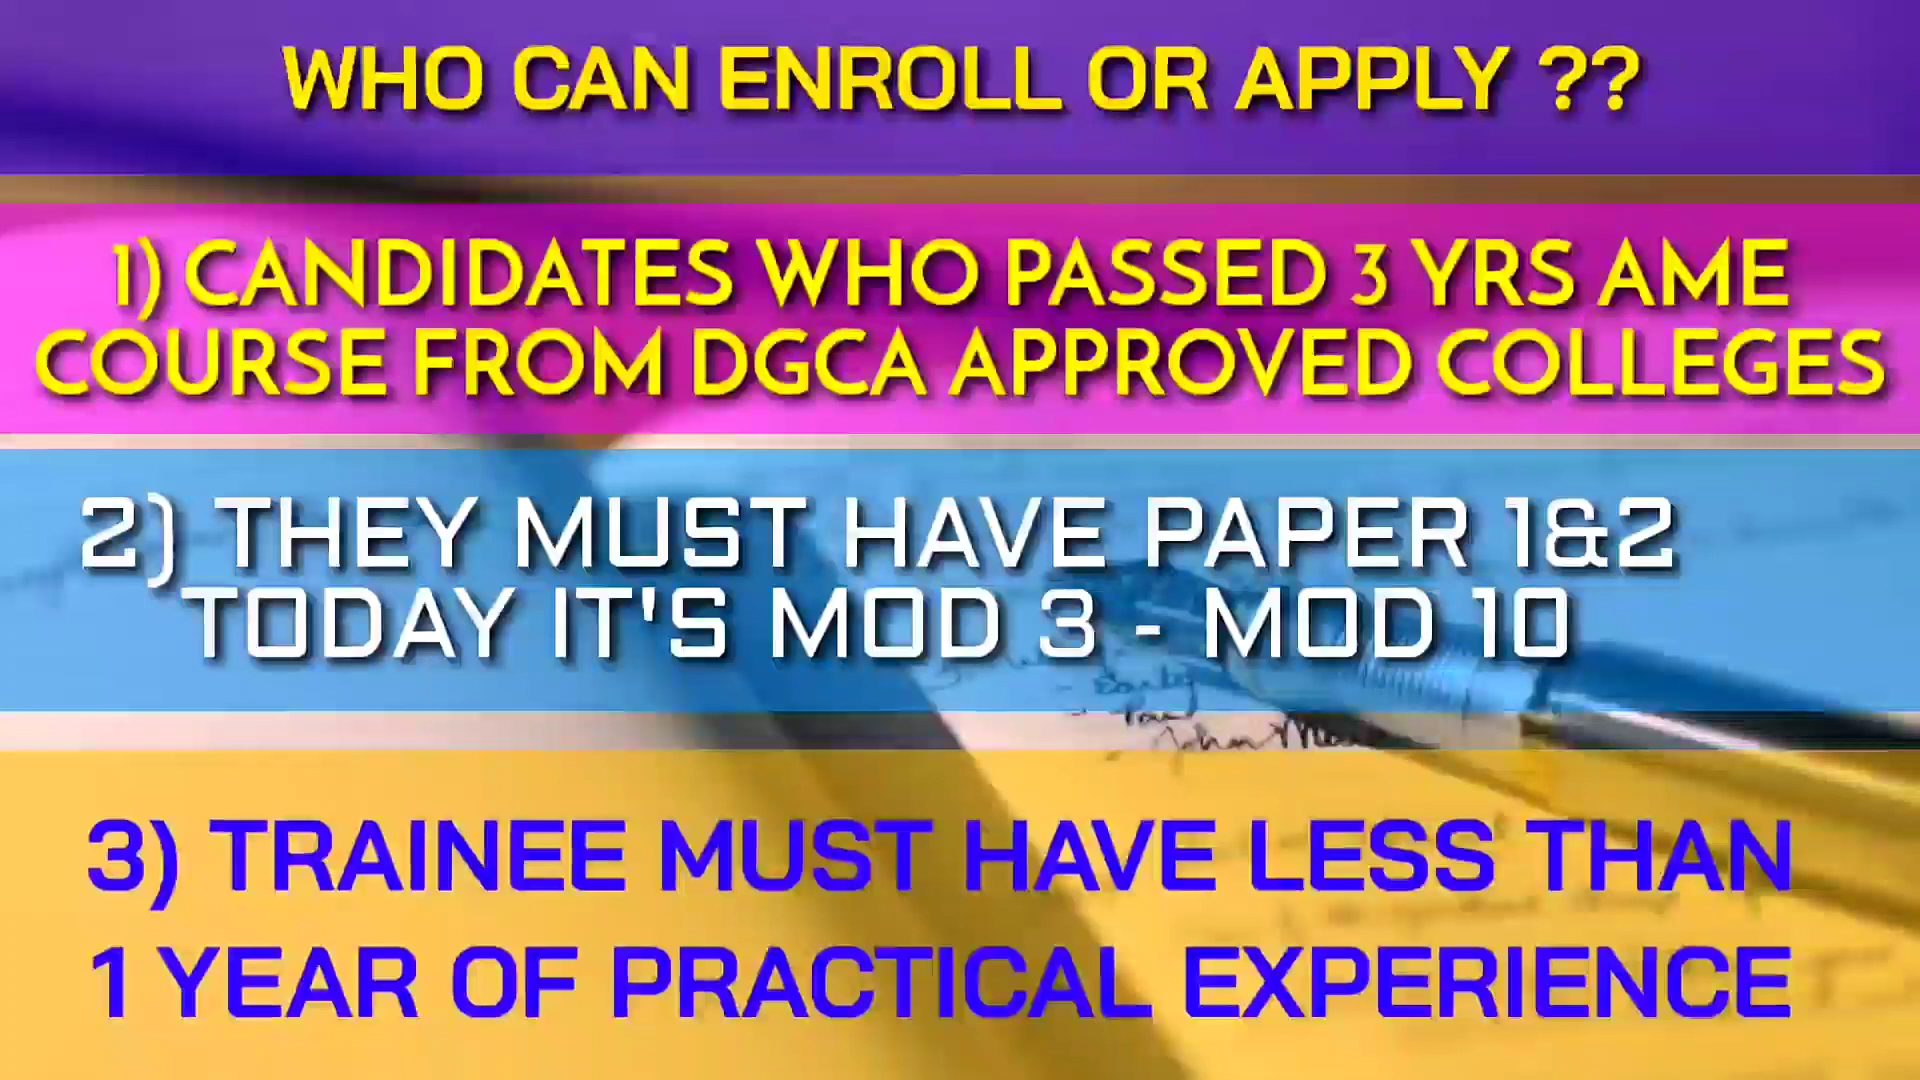 WHO CAN ENROLL OR APPLY ??
1) CANDIDATES WHO PASSED 3 YRS AME
COURSE FROM DGCA APPROVED COLLEGES
2) THEY MUST HAVE PAPER 1&2
TODAY IT'S MOD 3 - MOD 10
3) TRAINEE MUST HAVE LESS THAN
1 YEAR OF PRACTICAL EXPERIENCE